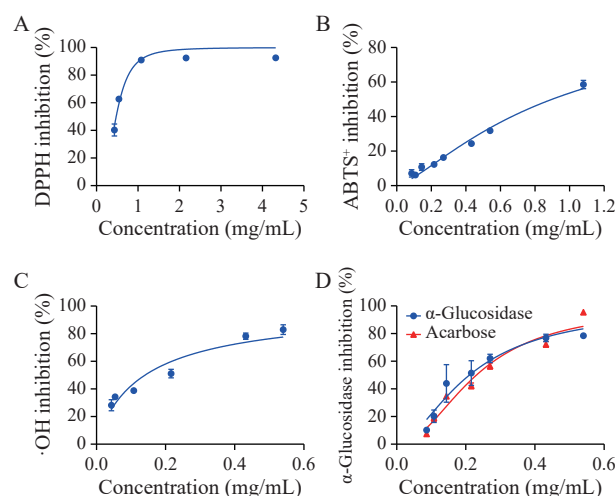 A
DPPH inhibition (%)
100
80
60
40
20
0
0 1 2 3 4 5
Concentration (mg/mL)
B
ABTS⁺ inhibition (%)
80
60
40
20
0
0.0 0.2 0.4 0.6 0.8 1.0 1.2
Concentration (mg/mL)
C
·OH inhibition (%)
100
80
60
40
20
0
0.0 0.2 0.4 0.6
Concentration (mg/mL)
D
α-Glucosidase inhibition (%)
100
80
60
40
20
0
α-Glucosidase
Acarbose
0.0 0.2 0.4 0.6
Concentration (mg/mL)